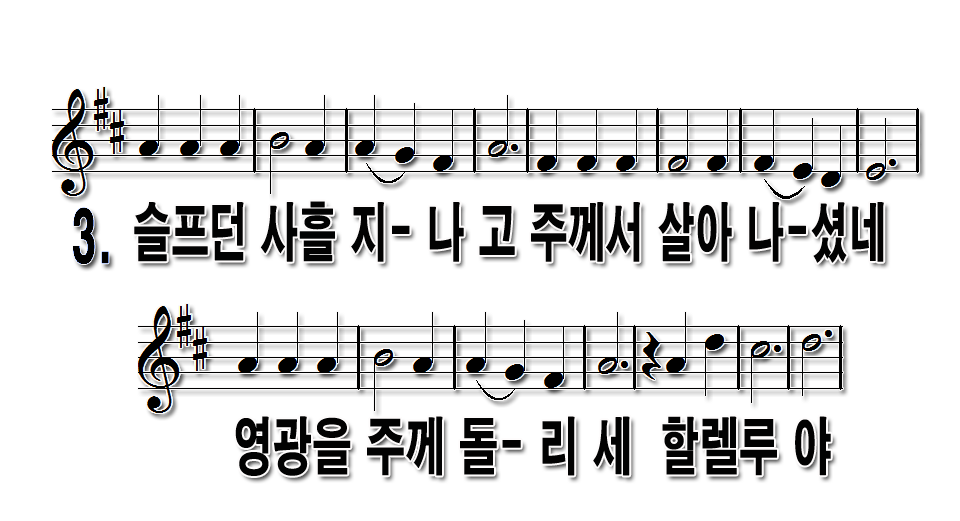 3. 슬프던 사흘 지- 나 고 주께서 살아 나-셨네
영광을 주께 돌- 리 세 할렐루 야